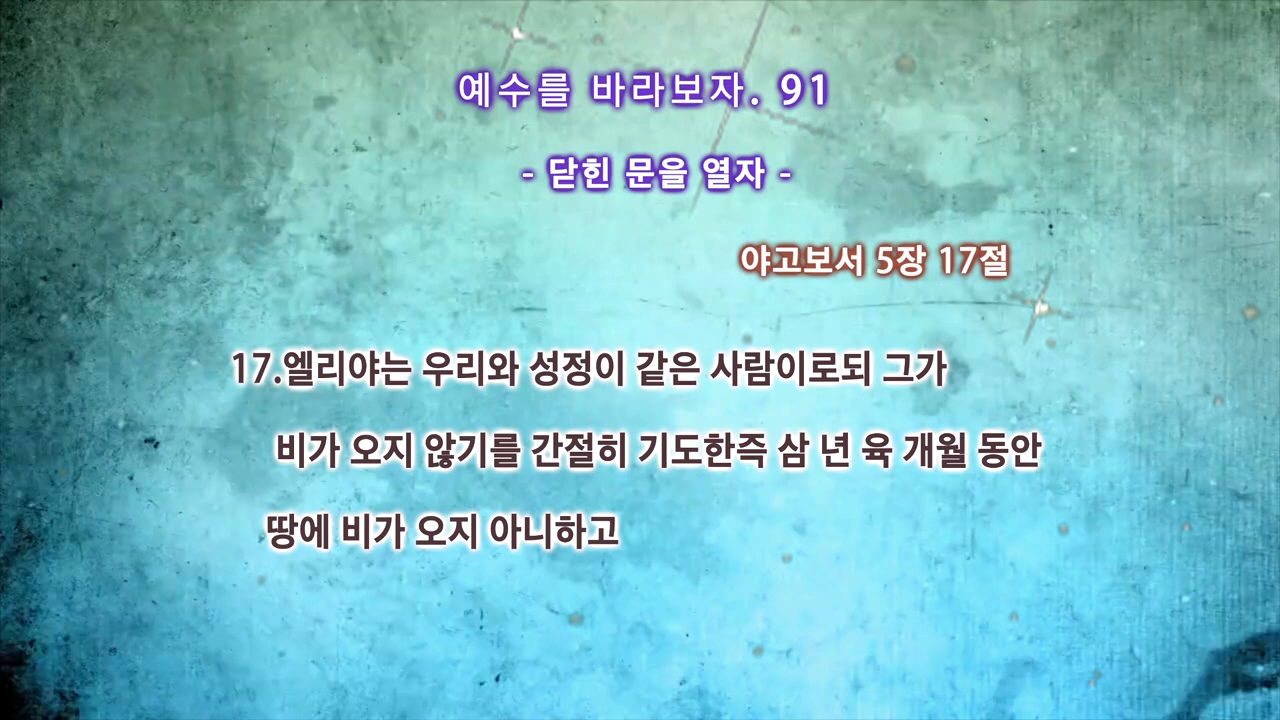 예수를 바라보자. 91
- 닫힌 문을 열자 -
야고보서 5장 17절
17.엘리야는 우리와 성정이 같은 사람이로되 그가
비가 오지 않기를 간절히 기도한즉 삼 년 육 개월 동안
땅에 비가 오지 아니하고